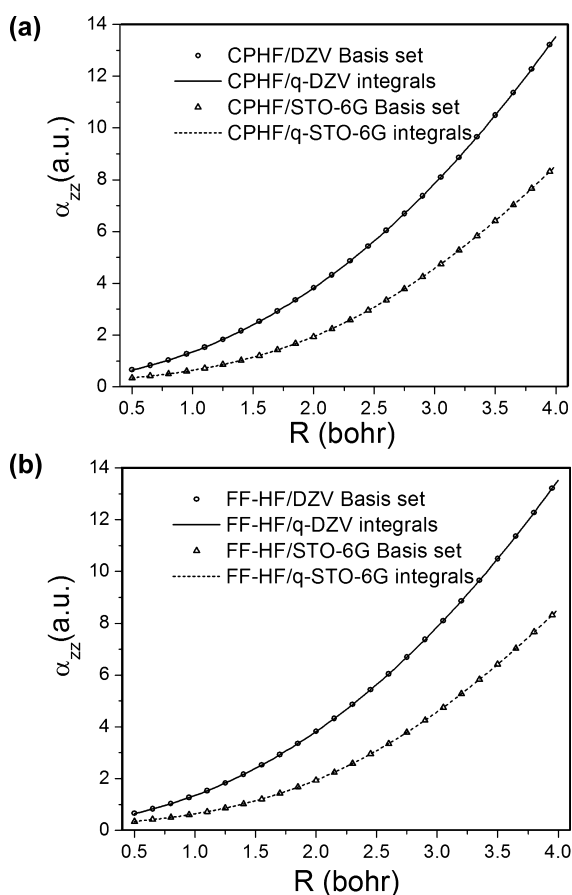 (a)
14
12
10
8
6
4
2
0
α_zz(a.u.)
CPHF/DZV Basis set
CPHF/q-DZV integrals
CPHF/STO-6G Basis set
CPHF/q-STO-6G integrals
0.5 1.0 1.5 2.0 2.5 3.0 3.5 4.0
R (bohr)
(b)
14
12
10
8
6
4
2
0
α_zz(a.u.)
FF-HF/DZV Basis set
FF-HF/q-DZV integrals
FF-HF/STO-6G Basis set
FF-HF/q-STO-6G integrals
0.5 1.0 1.5 2.0 2.5 3.0 3.5 4.0
R (bohr)